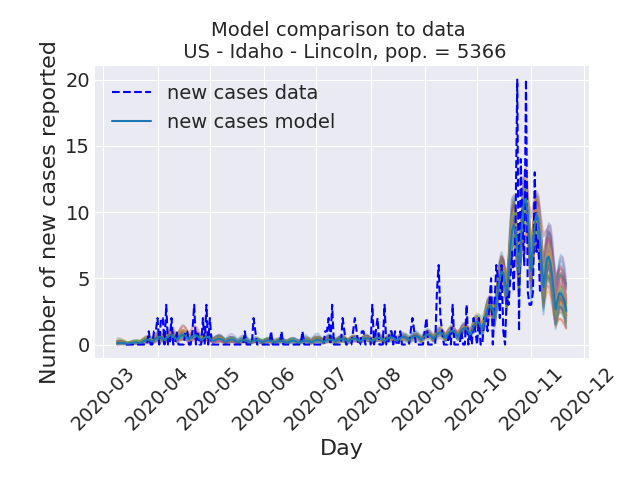 Model comparison to data
US - Idaho - Lincoln, pop. = 5366
Number of new cases reported
20
15
10
5
0
new cases data
new cases model
2020-03
2020-04
2020-05
2020-06
2020-07
2020-08
2020-09
2020-10
2020-11
2020-12
Day